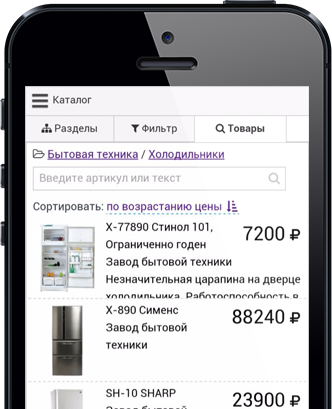 Каталог
Разделы Фильтр Товары
Бытовая техника / Холодильники
Введите артикул или текст
Сортировать: по возрастанию цены
Х-77890 Стинол 101, 7200 ₽
Ограниченно годен
Завод бытовой техники
Незначительная царапина на дверце
холодильника. Работоспособность в
Х-890 Сименс 88240 ₽
Завод бытовой
техники
SH-10 SHARP 23900 ₽
Завод бытовой